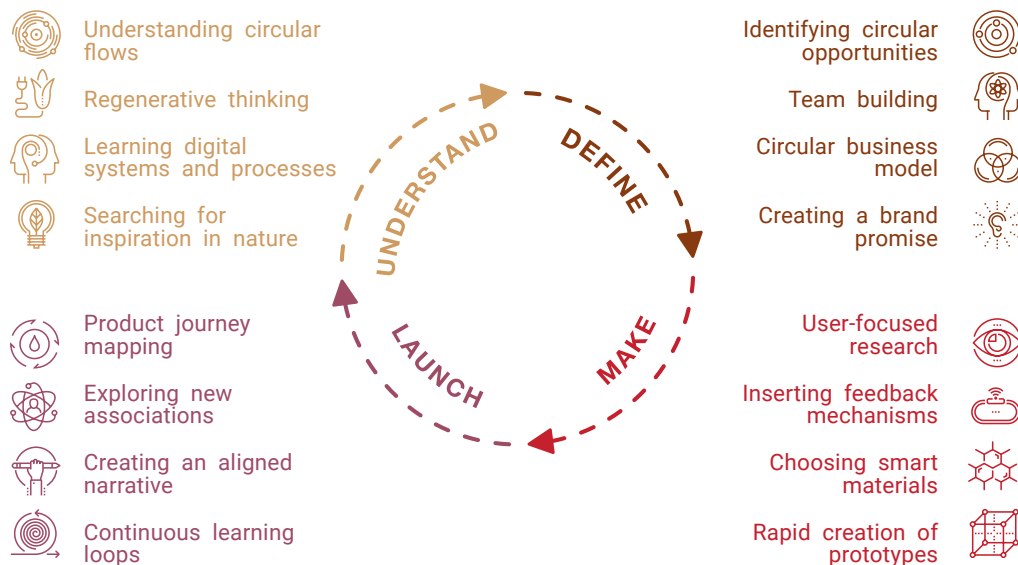 Understanding circular
flows
Regenerative thinking
Learning digital
systems and processes
Searching for
inspiration in nature
UNDERSTAND
DEFINE
Identifying circular
opportunities
Team building
Circular business
model
Creating a brand
promise
Product journey
mapping
Exploring new
associations
Creating an aligned
narrative
Continuous learning
loops
LAUNCH
MAKE
User-focused
research
Inserting feedback
mechanisms
Choosing smart
materials
Rapid creation of
prototypes